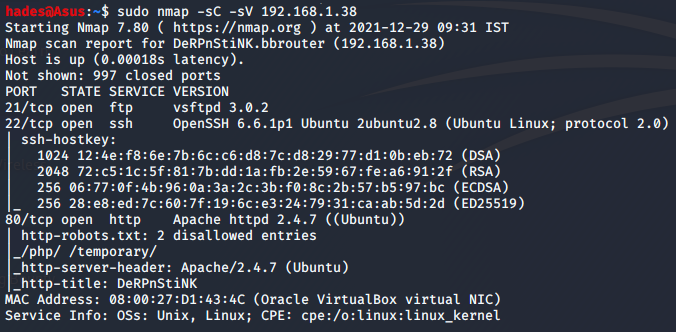 hades@Asus:~$ sudo nmap -sC -sV 192.168.1.38
Starting Nmap 7.80 ( https://nmap.org ) at 2021-12-29 09:31 IST
Nmap scan report for DeRPnStiNK.bbrouter (192.168.1.38)
Host is up (0.00018s latency).
Not shown: 997 closed ports
PORT   STATE SERVICE VERSION
21/tcp open  ftp     vsftpd 3.0.2
22/tcp open  ssh     OpenSSH 6.6.1p1 Ubuntu 2ubuntu2.8 (Ubuntu Linux; protocol 2.0)
| ssh-hostkey:
|   1024 12:4e:f8:6e:7b:6c:c6:d8:7c:d8:29:77:d1:0b:eb:72 (DSA)
|   2048 72:c5:1c:5f:81:7b:dd:1a:fb:2e:59:67:fe:a6:91:2f (RSA)
|   256 06:77:0f:4b:96:0a:3a:2c:3b:f0:8c:2b:57:b5:97:bc (ECDSA)
|_  256 28:e8:ed:7c:60:7f:19:6c:e3:24:79:31:ca:ab:5d:2d (ED25519)
80/tcp open  http    Apache httpd 2.4.7 ((Ubuntu))
| http-robots.txt: 2 disallowed entries
|_/php/ /temporary/
|_http-server-header: Apache/2.4.7 (Ubuntu)
|_http-title: DeRPnStiNK
MAC Address: 08:00:27:D1:43:4C (Oracle VirtualBox virtual NIC)
Service Info: OSs: Unix, Linux; CPE: cpe:/o:linux:linux_kernel